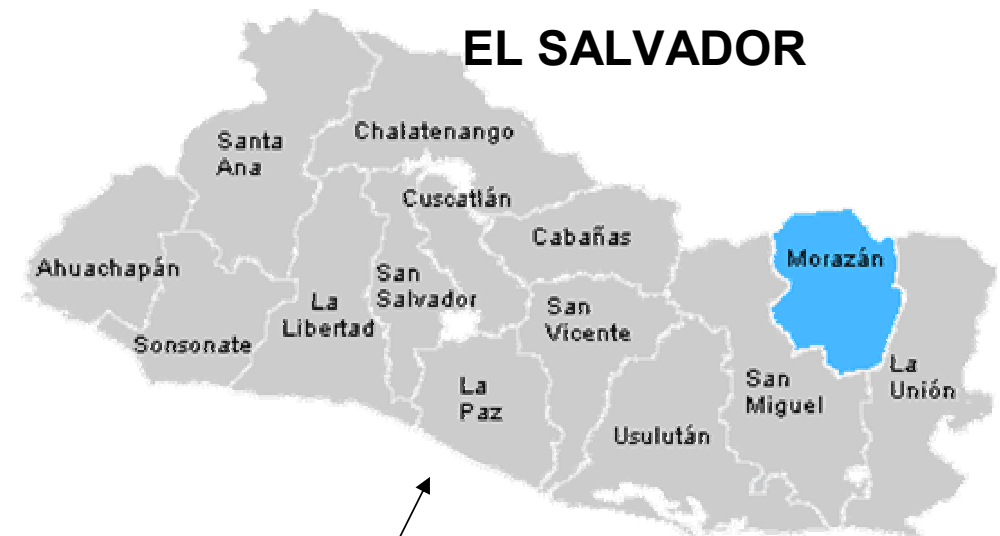 EL SALVADOR
Chalatenango
Santa
Ana
Cuscatlán
Cabañas
Morazán
Ahuachapán
San
Salvador
La
Libertad
San
Vicente
Sonsonate
La
Paz
San
Miguel
La
Unión
Usulután